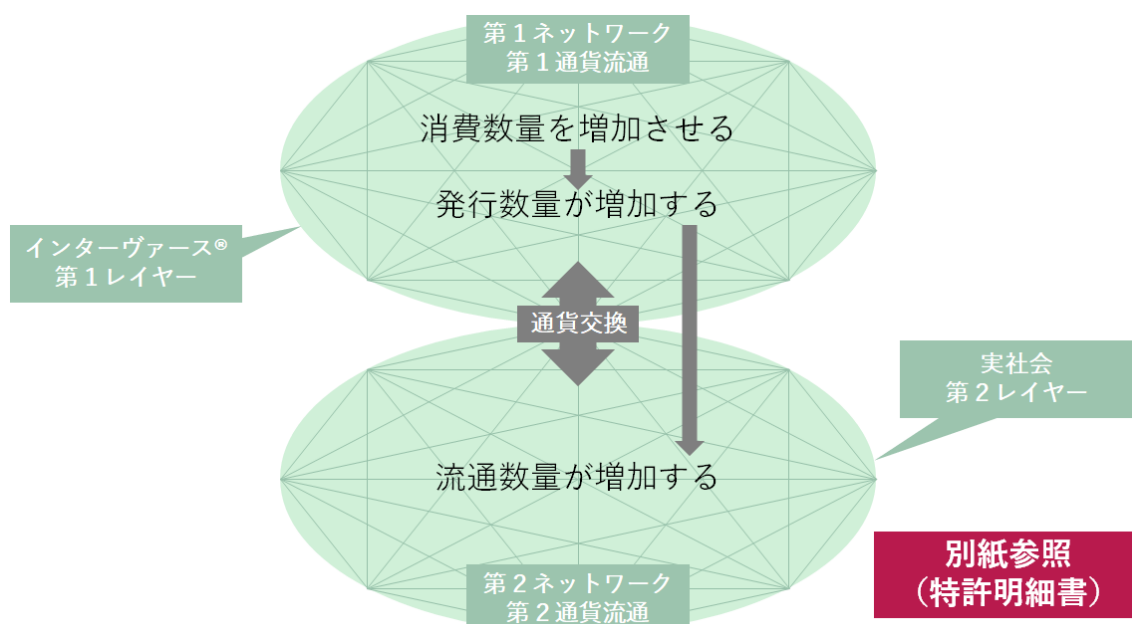 第１ネットワーク
第１通貨流通
消費数量を増加させる
発行数量が増加する
インターヴァース®
第１レイヤー
通貨交換
実社会
第２レイヤー
流通数量が増加する
別紙参照
（特許明細書）
第２ネットワーク
第２通貨流通